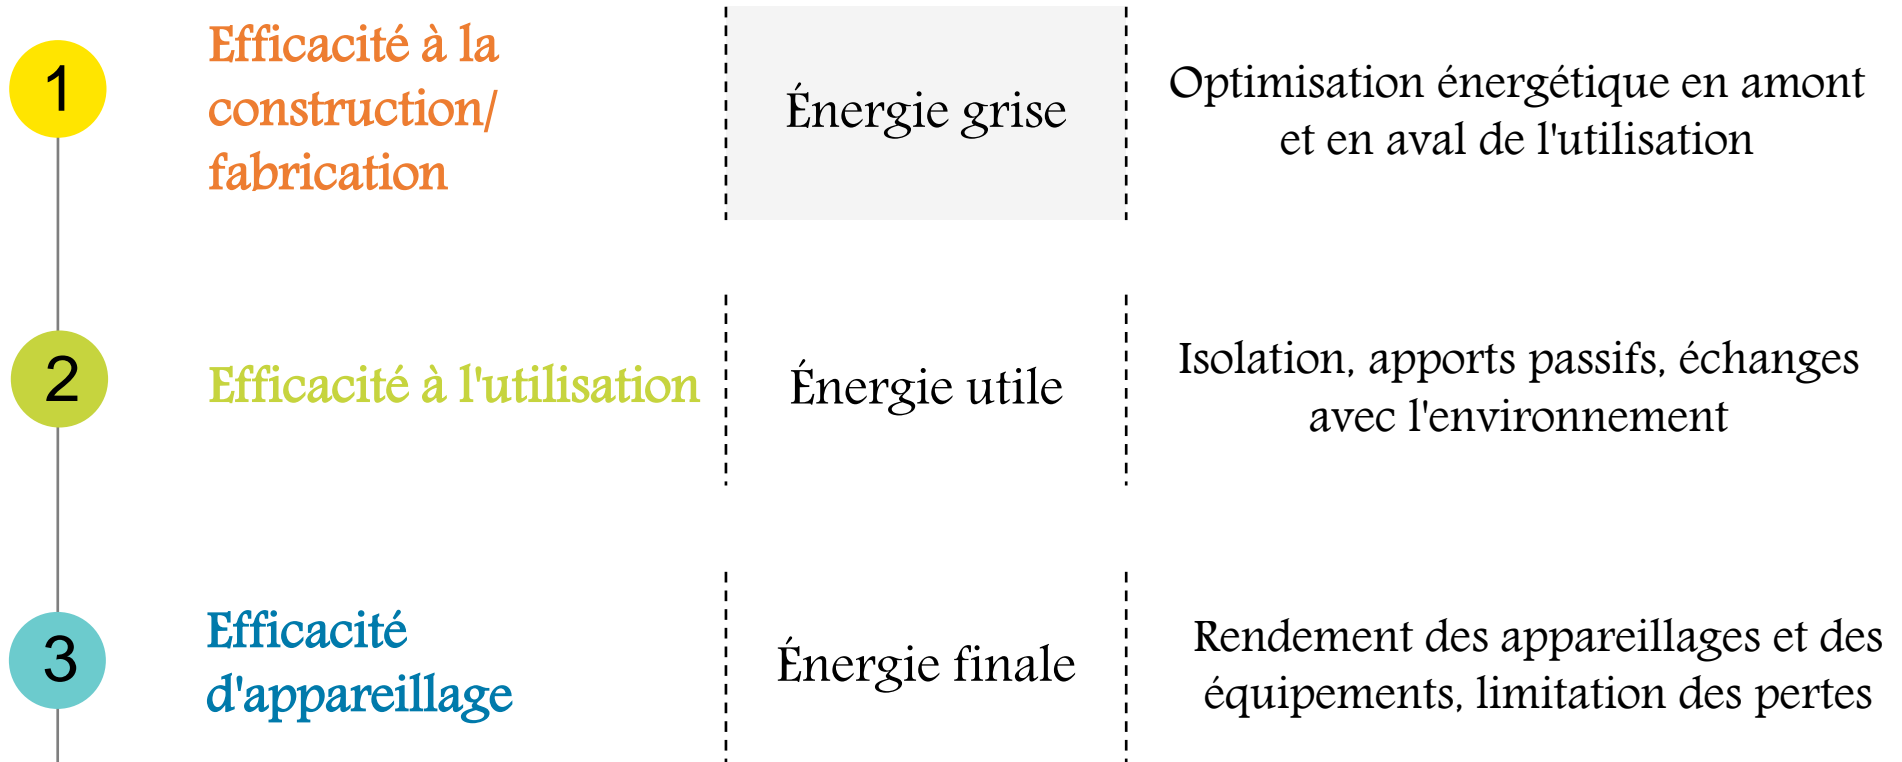 1
Efficacité à la
construction/
fabrication
Énergie grise
Optimisation énergétique en amont
et en aval de l'utilisation
2
Efficacité à l'utilisation
Énergie utile
Isolation, apports passifs, échanges
avec l'environnement
3
Efficacité
d'appareillage
Énergie finale
Rendement des appareillages et des
équipements, limitation des pertes